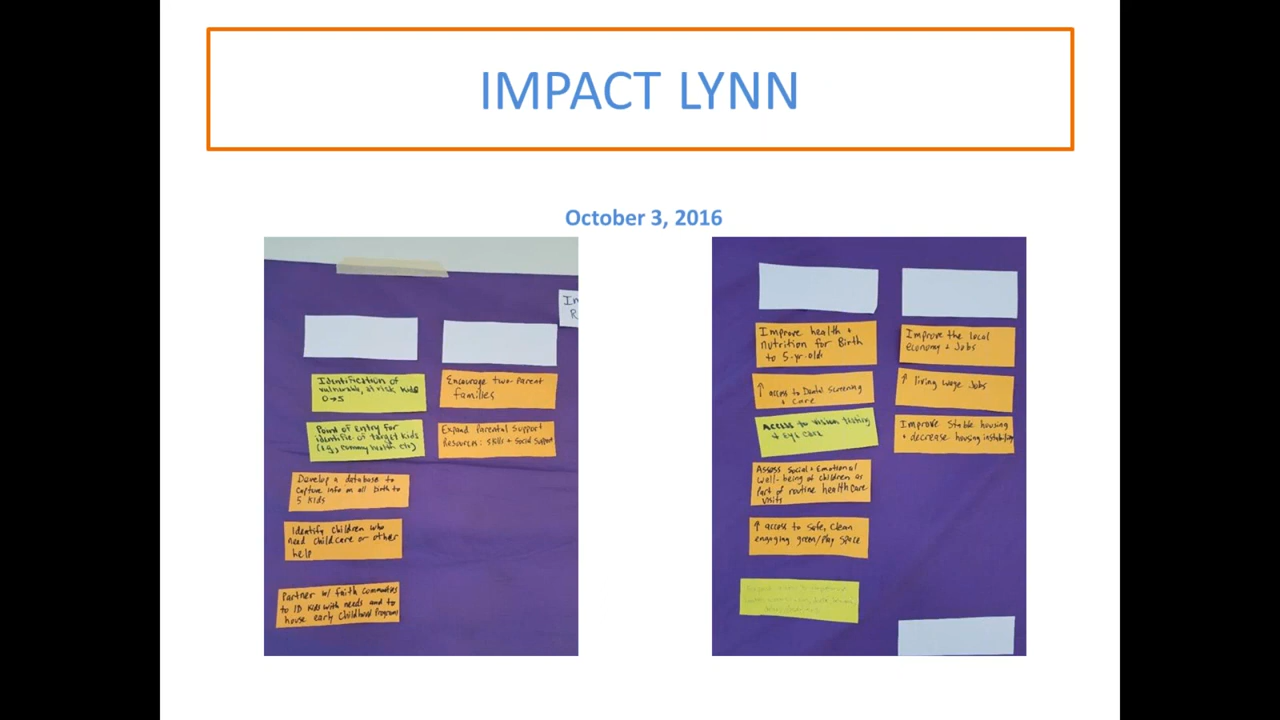 IMPACT LYNN
October 3, 2016
In
R
Identification of
vulnerable, at risk, kids
0→5
Point of Entry for
identific of target kids
(e.g., commy health ctr)
Develop a database to
capture info on all birth to
5 kids
Identify children who
need childcare or other
help
Partner w/ faith communities
to ID kids with needs and to
house early childhood programs
Encourage two-parent
families
Expand Parental Support
Resources: skills + Social Support
Improve health +
nutrition for Birth
to 5-yr-olds
↑ access to Dental Screening
+ Care
Access to vision testing
+ Eye care
Assess Social + Emotional
well-being of children as
part of routine healthcare
visits
↑ access to safe, clean
engaging green/play space
Improve the local
economy + Jobs
↑ living wage Jobs
Improve Stable housing
+ decrease housing instability